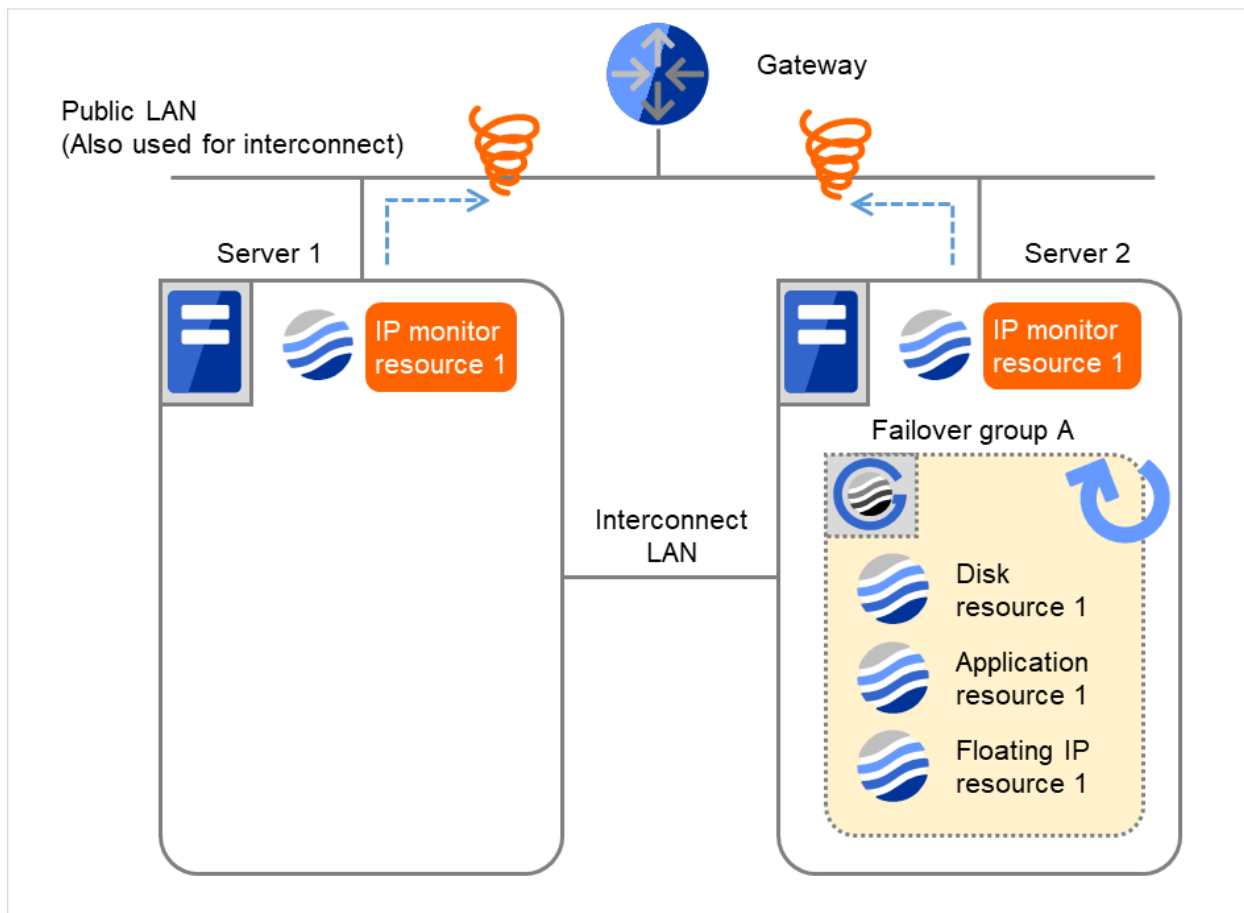 Gateway
Public LAN
(Also used for interconnect)
Server 1
Server 2
IP monitor
resource 1
IP monitor
resource 1
Failover group A
Interconnect
LAN
Disk
resource 1
Application
resource 1
Floating IP
resource 1